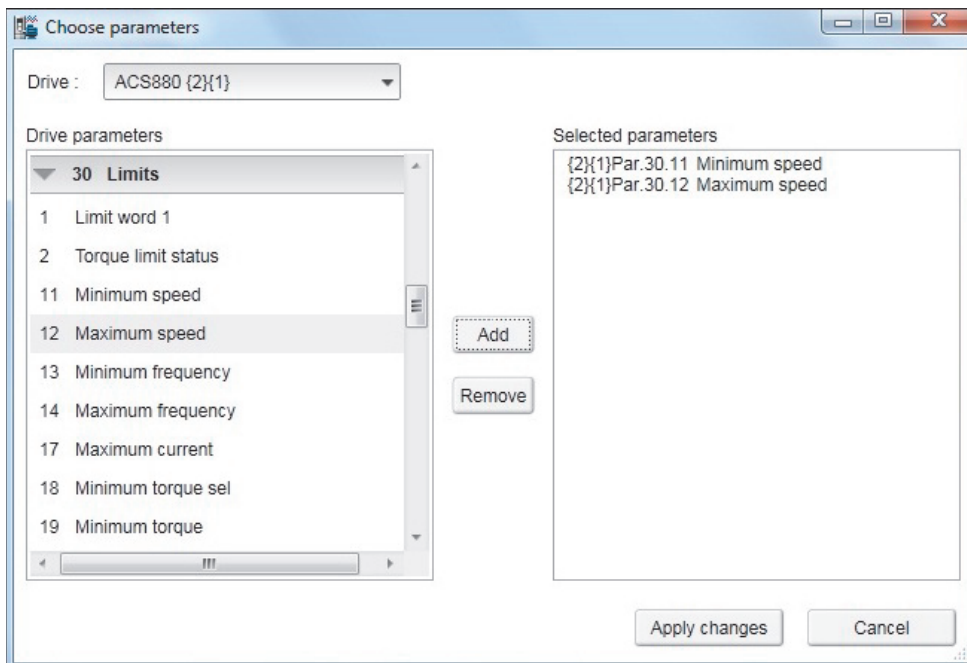 Choose parameters
Drive : ACS880 {2}{1}
Drive parameters
30 Limits
1 Limit word 1
2 Torque limit status
11 Minimum speed
12 Maximum speed
13 Minimum frequency
14 Maximum frequency
17 Maximum current
18 Minimum torque sel
19 Minimum torque
Add
Remove
Selected parameters
{2}{1}Par.30.11 Minimum speed
{2}{1}Par.30.12 Maximum speed
Apply changes Cancel